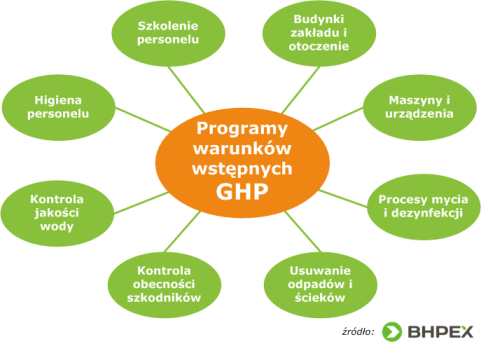 Szkolenie
personelu
Budynki
zakładu i
otoczenie
Higiena
personelu
Maszyny i
urządzenia
Programy
warunków
wstępnych
GHP
Kontrola
jakości
wody
Procesy mycia
i dezynfekcji
Kontrola
obecności
szkodników
Usuwanie
odpadów i
ścieków
źródło:
BHPEX